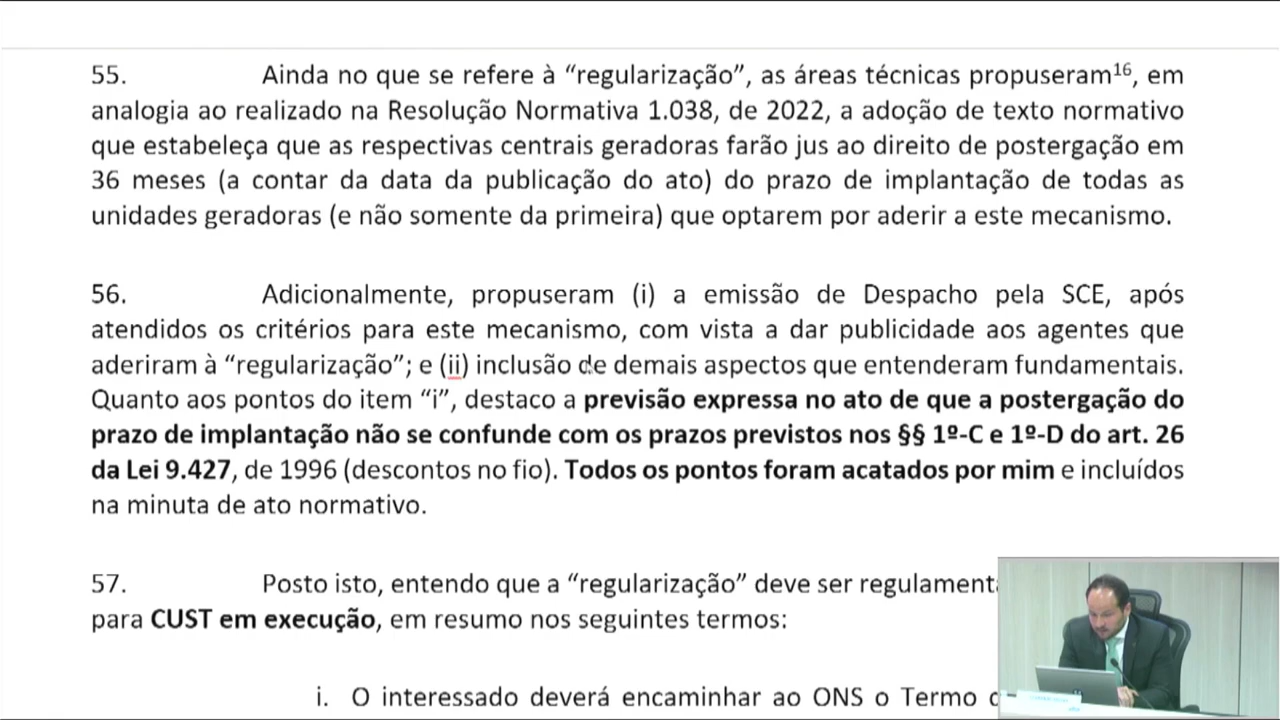 55. Ainda no que se refere à “regularização”, as áreas técnicas propuseram¹⁶, em
analogia ao realizado na Resolução Normativa 1.038, de 2022, a adoção de texto normativo
que estabeleça que as respectivas centrais geradoras farão jus ao direito de postergação em
36 meses (a contar da data da publicação do ato) do prazo de implantação de todas as
unidades geradoras (e não somente da primeira) que optarem por aderir a este mecanismo.
56. Adicionalmente, propuseram (i) a emissão de Despacho pela SCE, após
atendidos os critérios para este mecanismo, com vista a dar publicidade aos agentes que
aderiram à “regularização”; e (ii) inclusão de demais aspectos que entenderam fundamentais.
Quanto aos pontos do item “i”, destaco a previsão expressa no ato de que a postergação do
prazo de implantação não se confunde com os prazos previstos nos §§ 1º-C e 1º-D do art. 26
da Lei 9.427, de 1996 (descontos no fio). Todos os pontos foram acatados por mim e incluídos
na minuta de ato normativo.
57. Posto isto, entendo que a “regularização” deve ser regulamenta
para CUST em execução, em resumo nos seguintes termos:
i. O interessado deverá encaminhar ao ONS o Termo